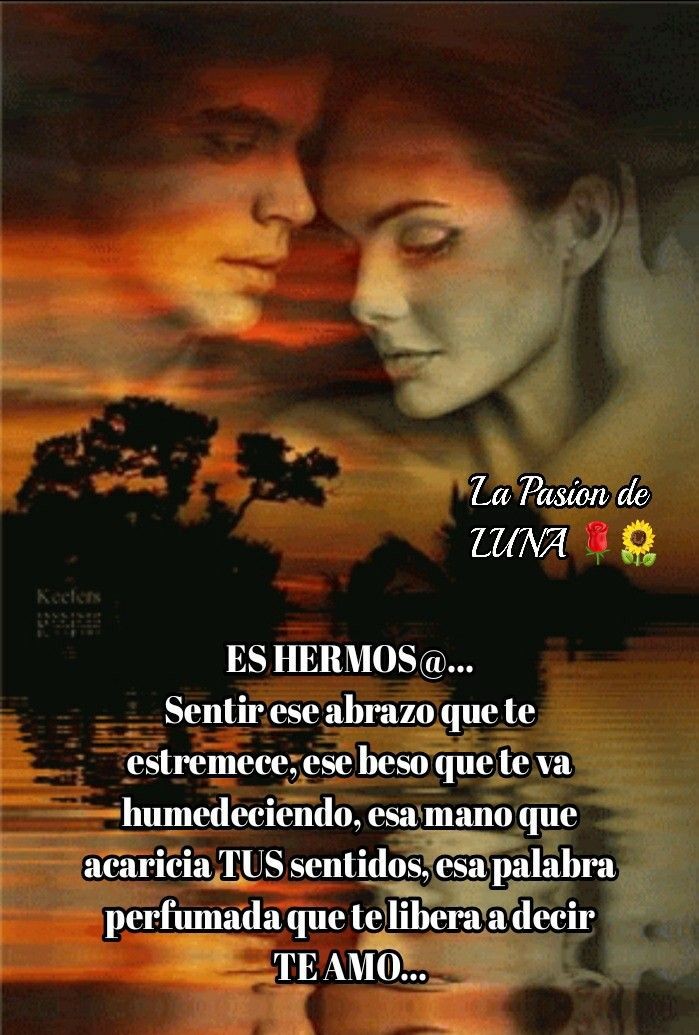 La Pasion de
LUNA 🌹🌻
Keefers
ES HERMOS@...
Sentir ese abrazo que te
estremece, ese beso que te va
humedeciendo, esa mano que
acaricia TUS sentidos, esa palabra
perfumada que te libera a decir
TE AMO...